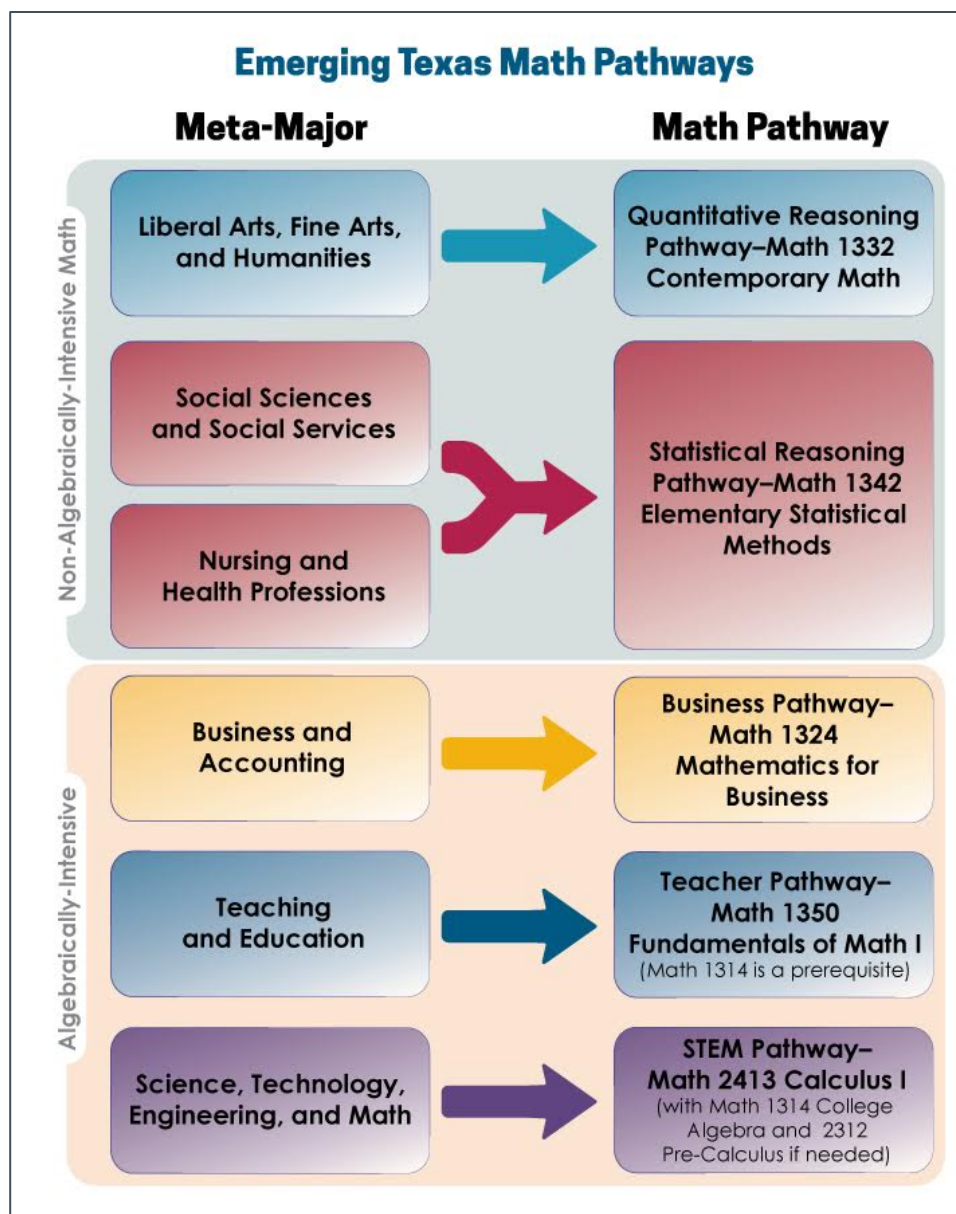 Emerging Texas Math Pathways
Meta-Major
Math Pathway
Non-Algebraically-Intensive Math
Liberal Arts, Fine Arts,
and Humanities
Quantitative Reasoning
Pathway–Math 1332
Contemporary Math
Social Sciences
and Social Services
Nursing and
Health Professions
Statistical Reasoning
Pathway–Math 1342
Elementary Statistical
Methods
Algebraically-Intensive
Business and
Accounting
Business Pathway–
Math 1324
Mathematics for
Business
Teaching
and Education
Teacher Pathway–
Math 1350
Fundamentals of Math I
(Math 1314 is a prerequisite)
Science, Technology,
Engineering, and Math
STEM Pathway–
Math 2413 Calculus I
(with Math 1314 College
Algebra and 2312
Pre-Calculus if needed)